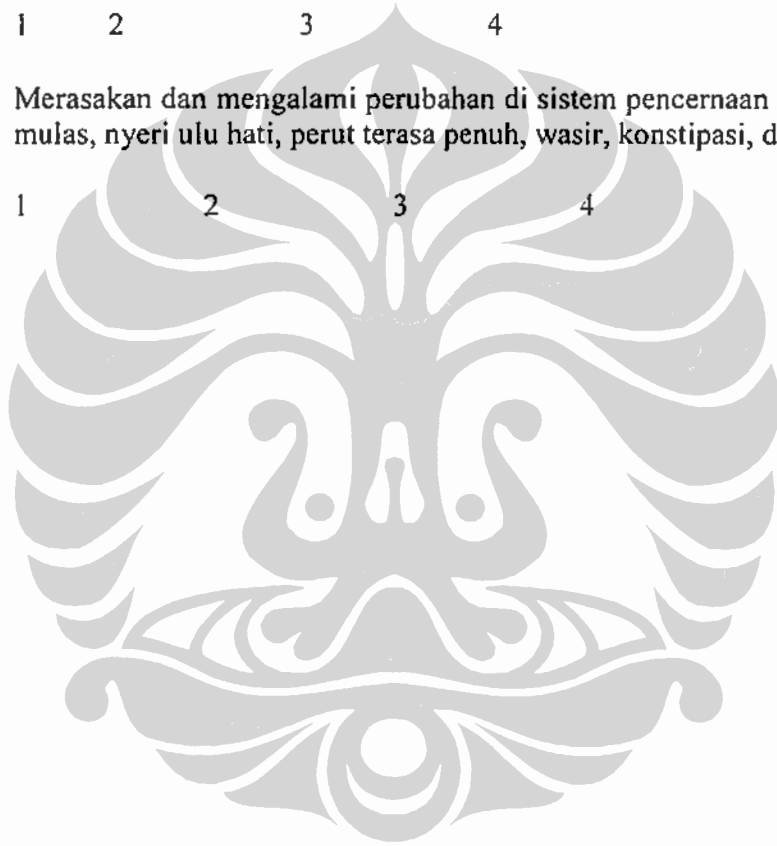 1 2 3 4
Merasakan dan mengalami perubahan di sistem pencernaan
mulas, nyeri ulu hati, perut terasa penuh, wasir, konstipasi, d
1 2 3 4